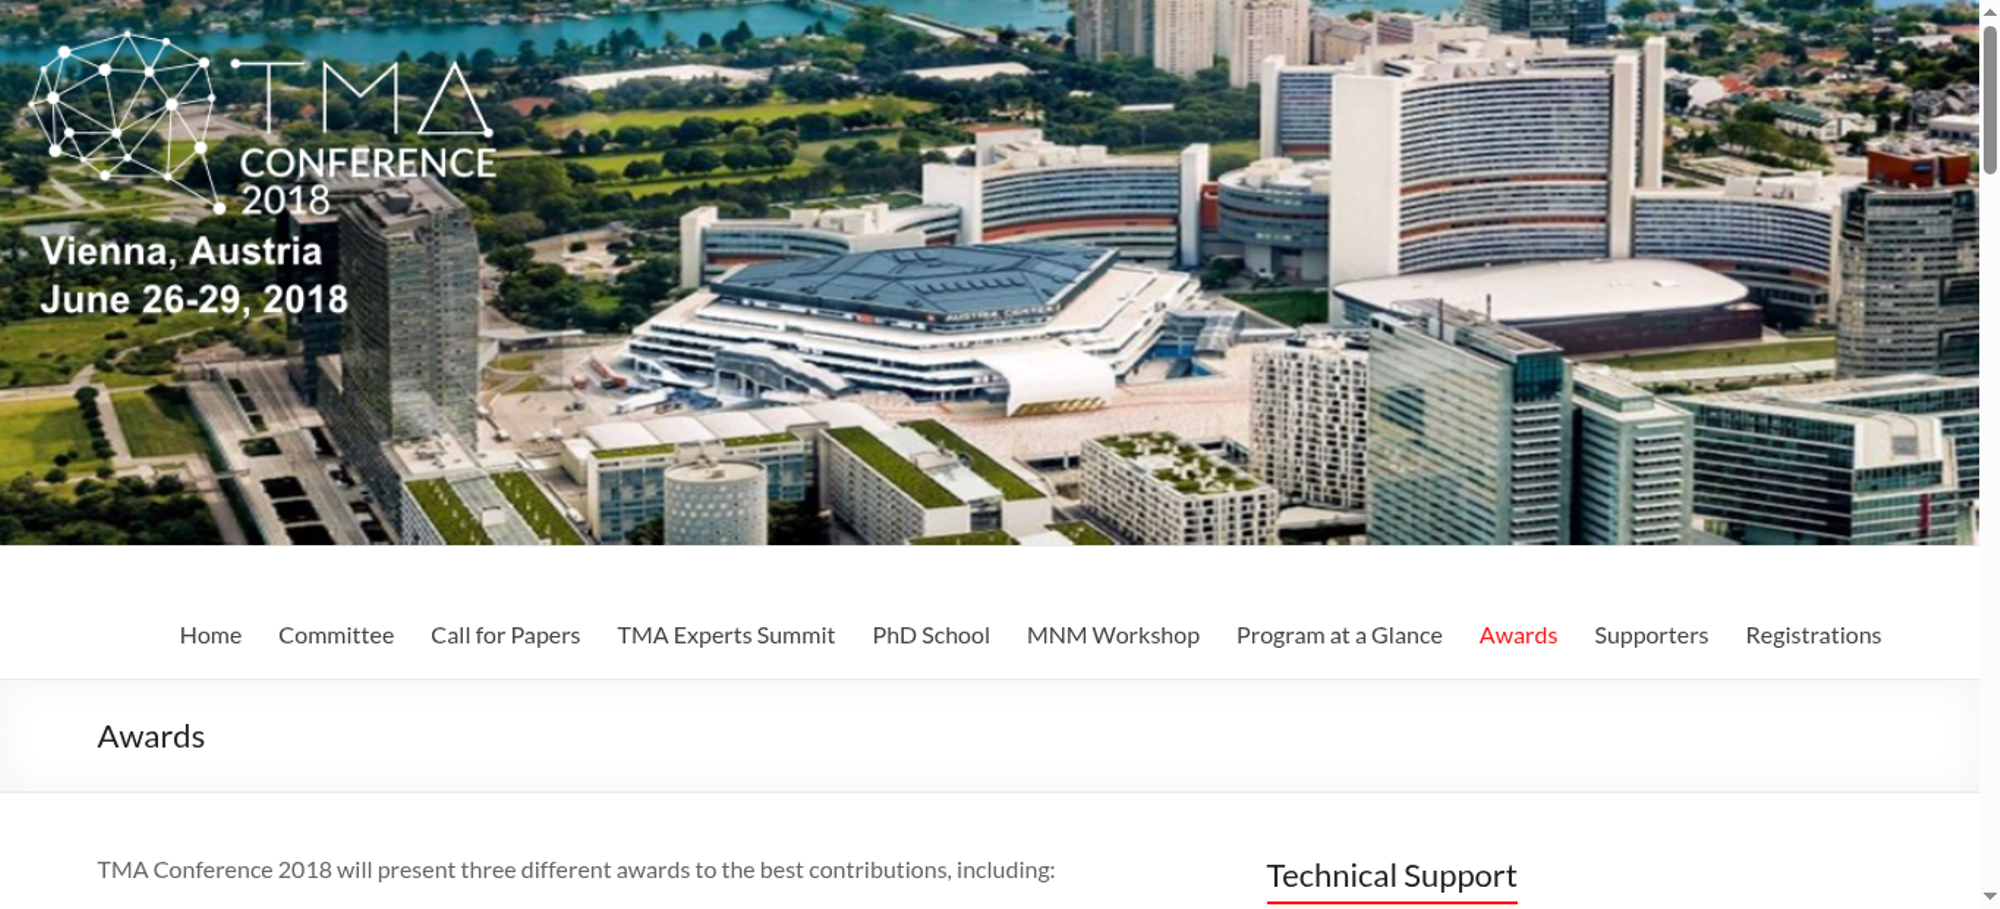 TMA
CONFERENCE
2018
Vienna, Austria
June 26-29, 2018
AUSTRIA CENTER
Home Committee Call for Papers TMA Experts Summit PhD School MNM Workshop Program at a Glance Awards Supporters Registrations
Awards
TMA Conference 2018 will present three different awards to the best contributions, including:
Technical Support